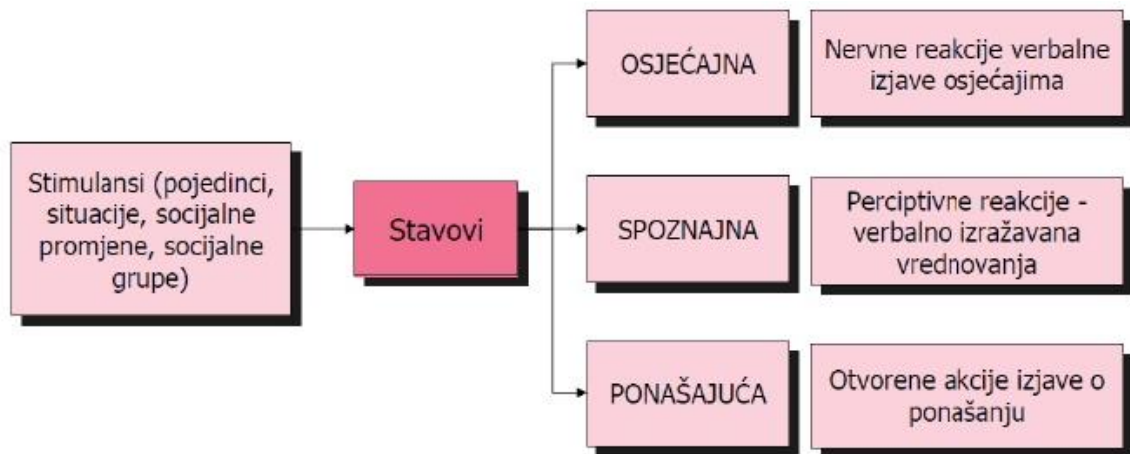 Stimulansi (pojedinci,
situacije, socijalne
promjene, socijalne
grupe)
Stavovi
OSJEĆAJNA
Nervne reakcije verbalne
izjave osjećajima
SPOZNAJNA
Perciptivne reakcije -
verbalno izražavana
vrednovanja
PONAŠAJUĆA
Otvorene akcije izjave o
ponašanju